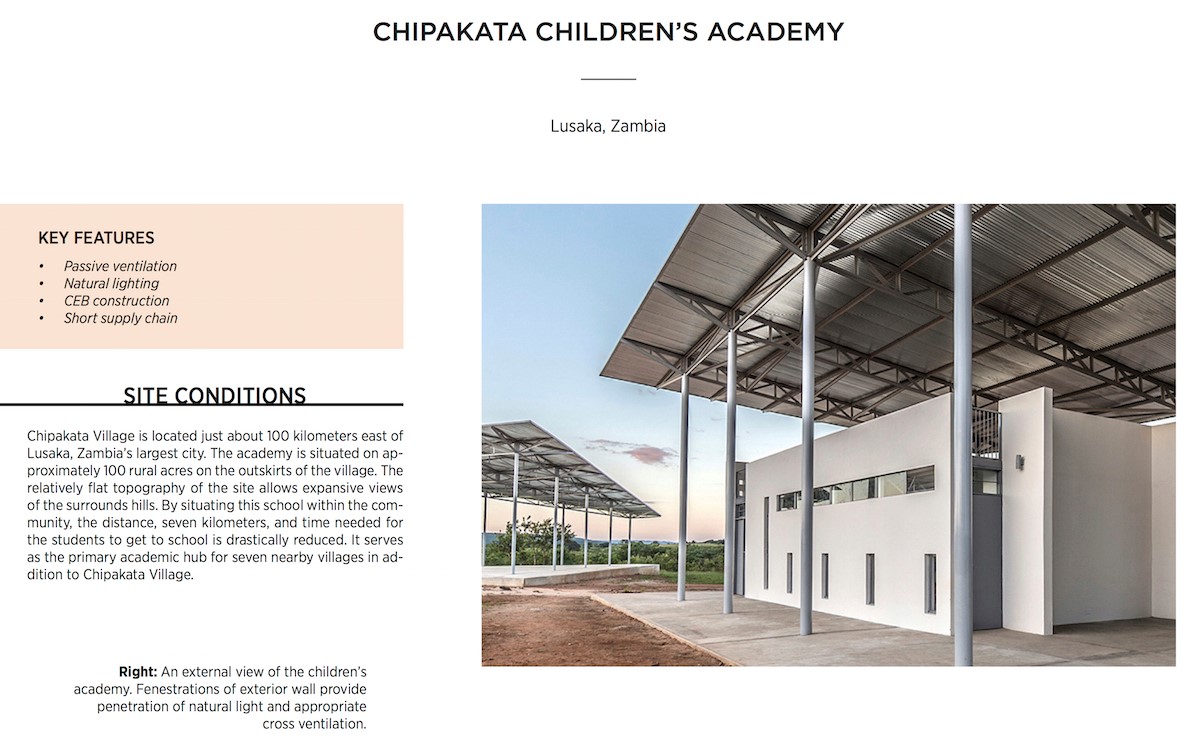 CHIPAKATA CHILDREN'S ACADEMY
Lusaka, Zambia
KEY FEATURES
• Passive ventilation
• Natural lighting
• CEB construction
• Short supply chain
SITE CONDITIONS
Chipakata Village is located just about 100 kilometers east of
Lusaka, Zambia's largest city. The academy is situated on ap-
proximately 100 rural acres on the outskirts of the village. The
relatively flat topography of the site allows expansive views
of the surrounds hills. By situating this school within the com-
munity, the distance, seven kilometers, and time needed for
the students to get to school is drastically reduced. It serves
as the primary academic hub for seven nearby villages in ad-
dition to Chipakata Village.
Right: An external view of the children's
academy. Fenestrations of exterior wall provide
penetration of natural light and appropriate
cross ventilation.